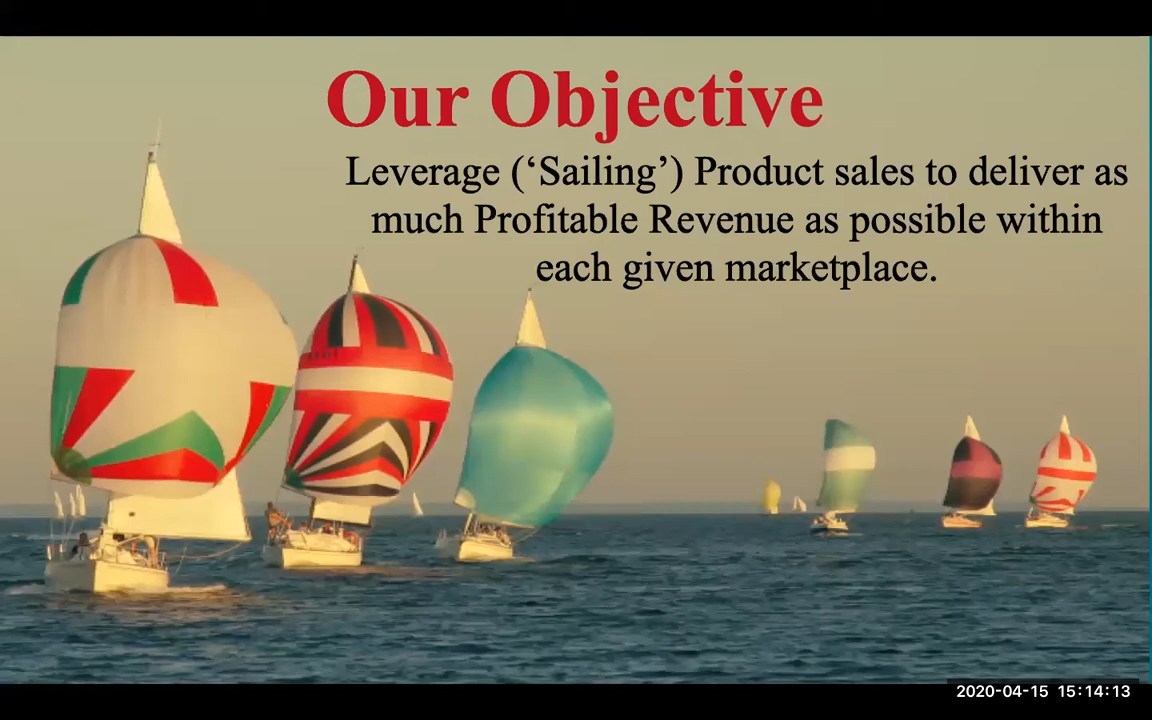 Our Objective
Leverage (‘Sailing’) Product sales to deliver as
much Profitable Revenue as possible within
each given marketplace.
2020-04-15 15:14:13